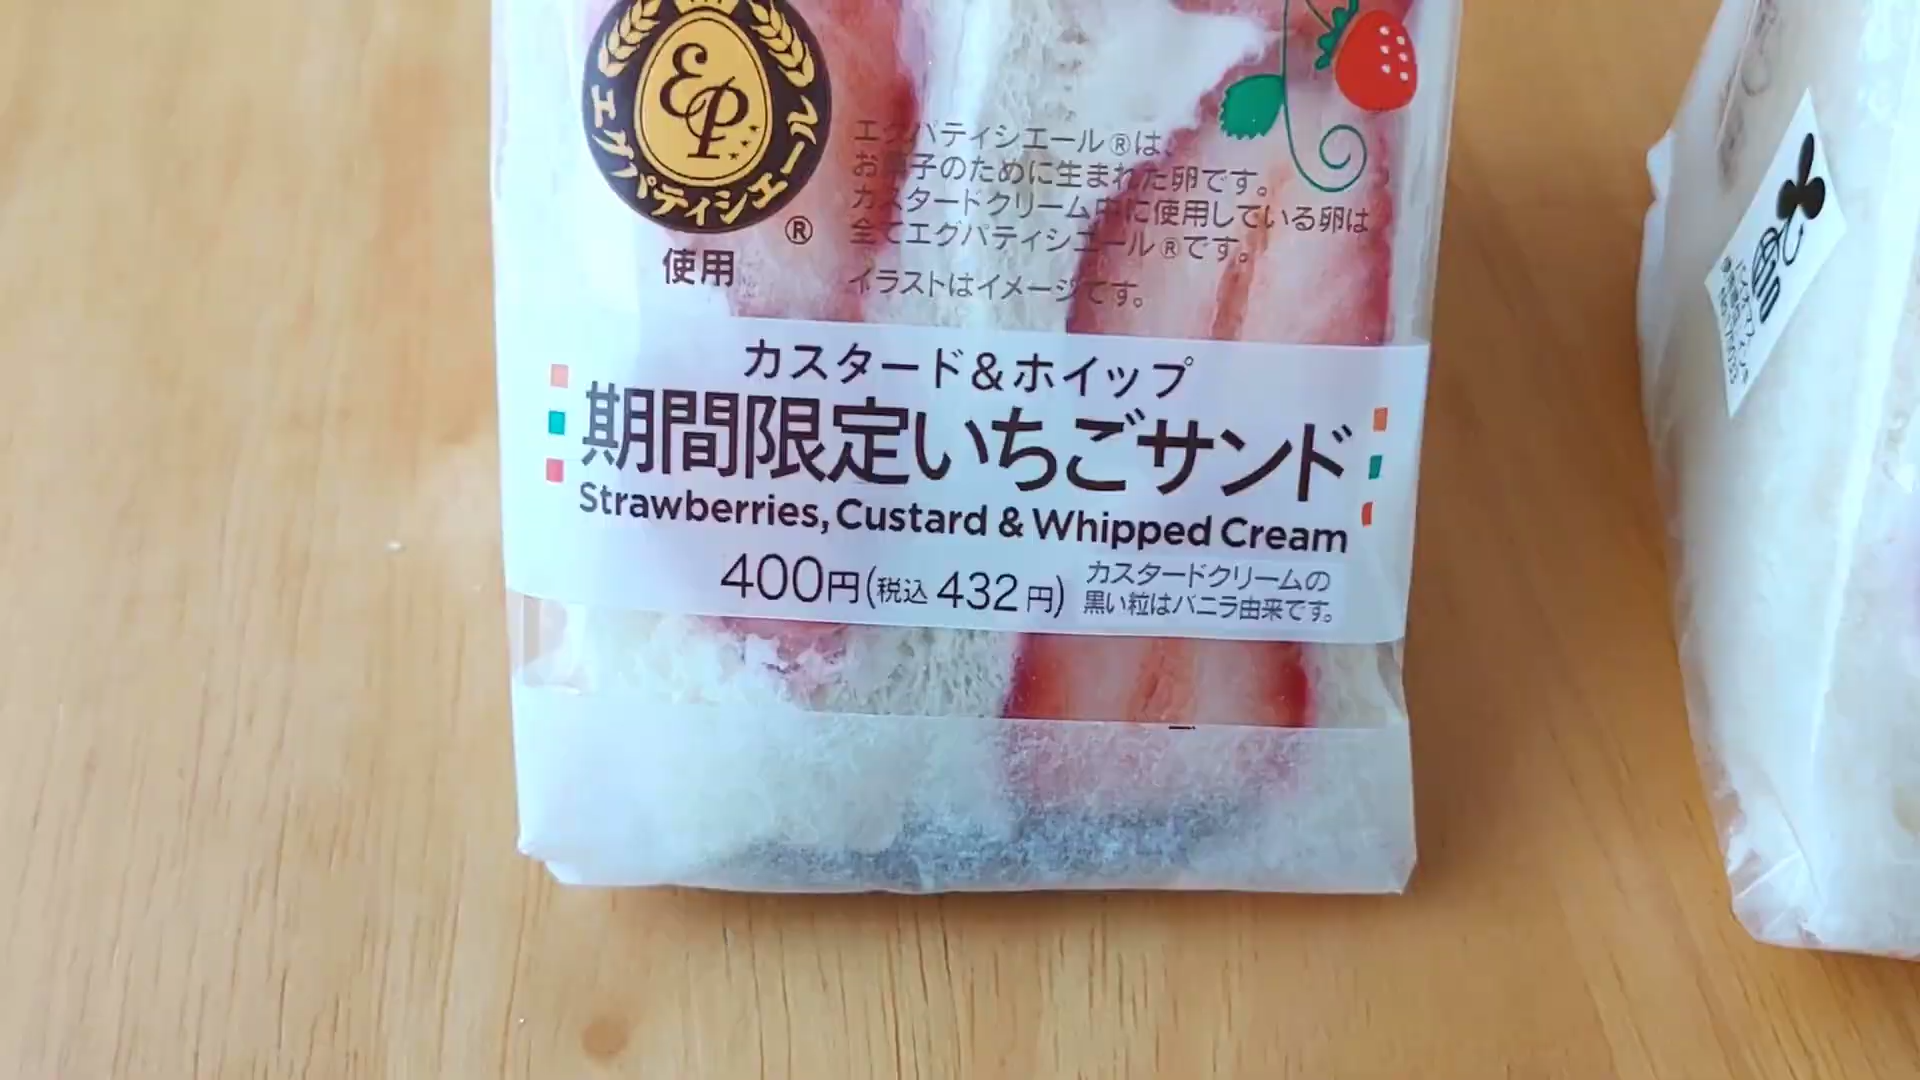 EP
エグパティシエール
®
使用
エグパティシエール®は、
お菓子のために生まれた卵です。
カスタードクリーム中に使用している卵は
全てエグパティシエール®です。
イラストはイメージです。
カスタード&ホイップ
期間限定いちごサンド
Strawberries, Custard & Whipped Cream
400円(税込 432 円)
カスタードクリームの
黒い粒はバニラ由来です。
バイオマス